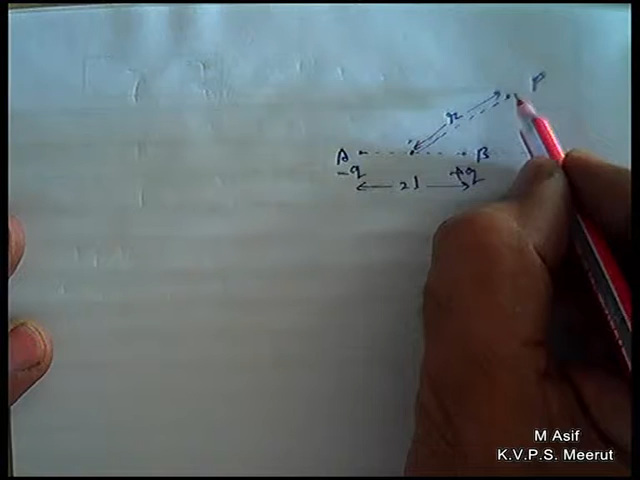 P
r
A B
-q +q
2l
M Asif
K.V.P.S. Meerut